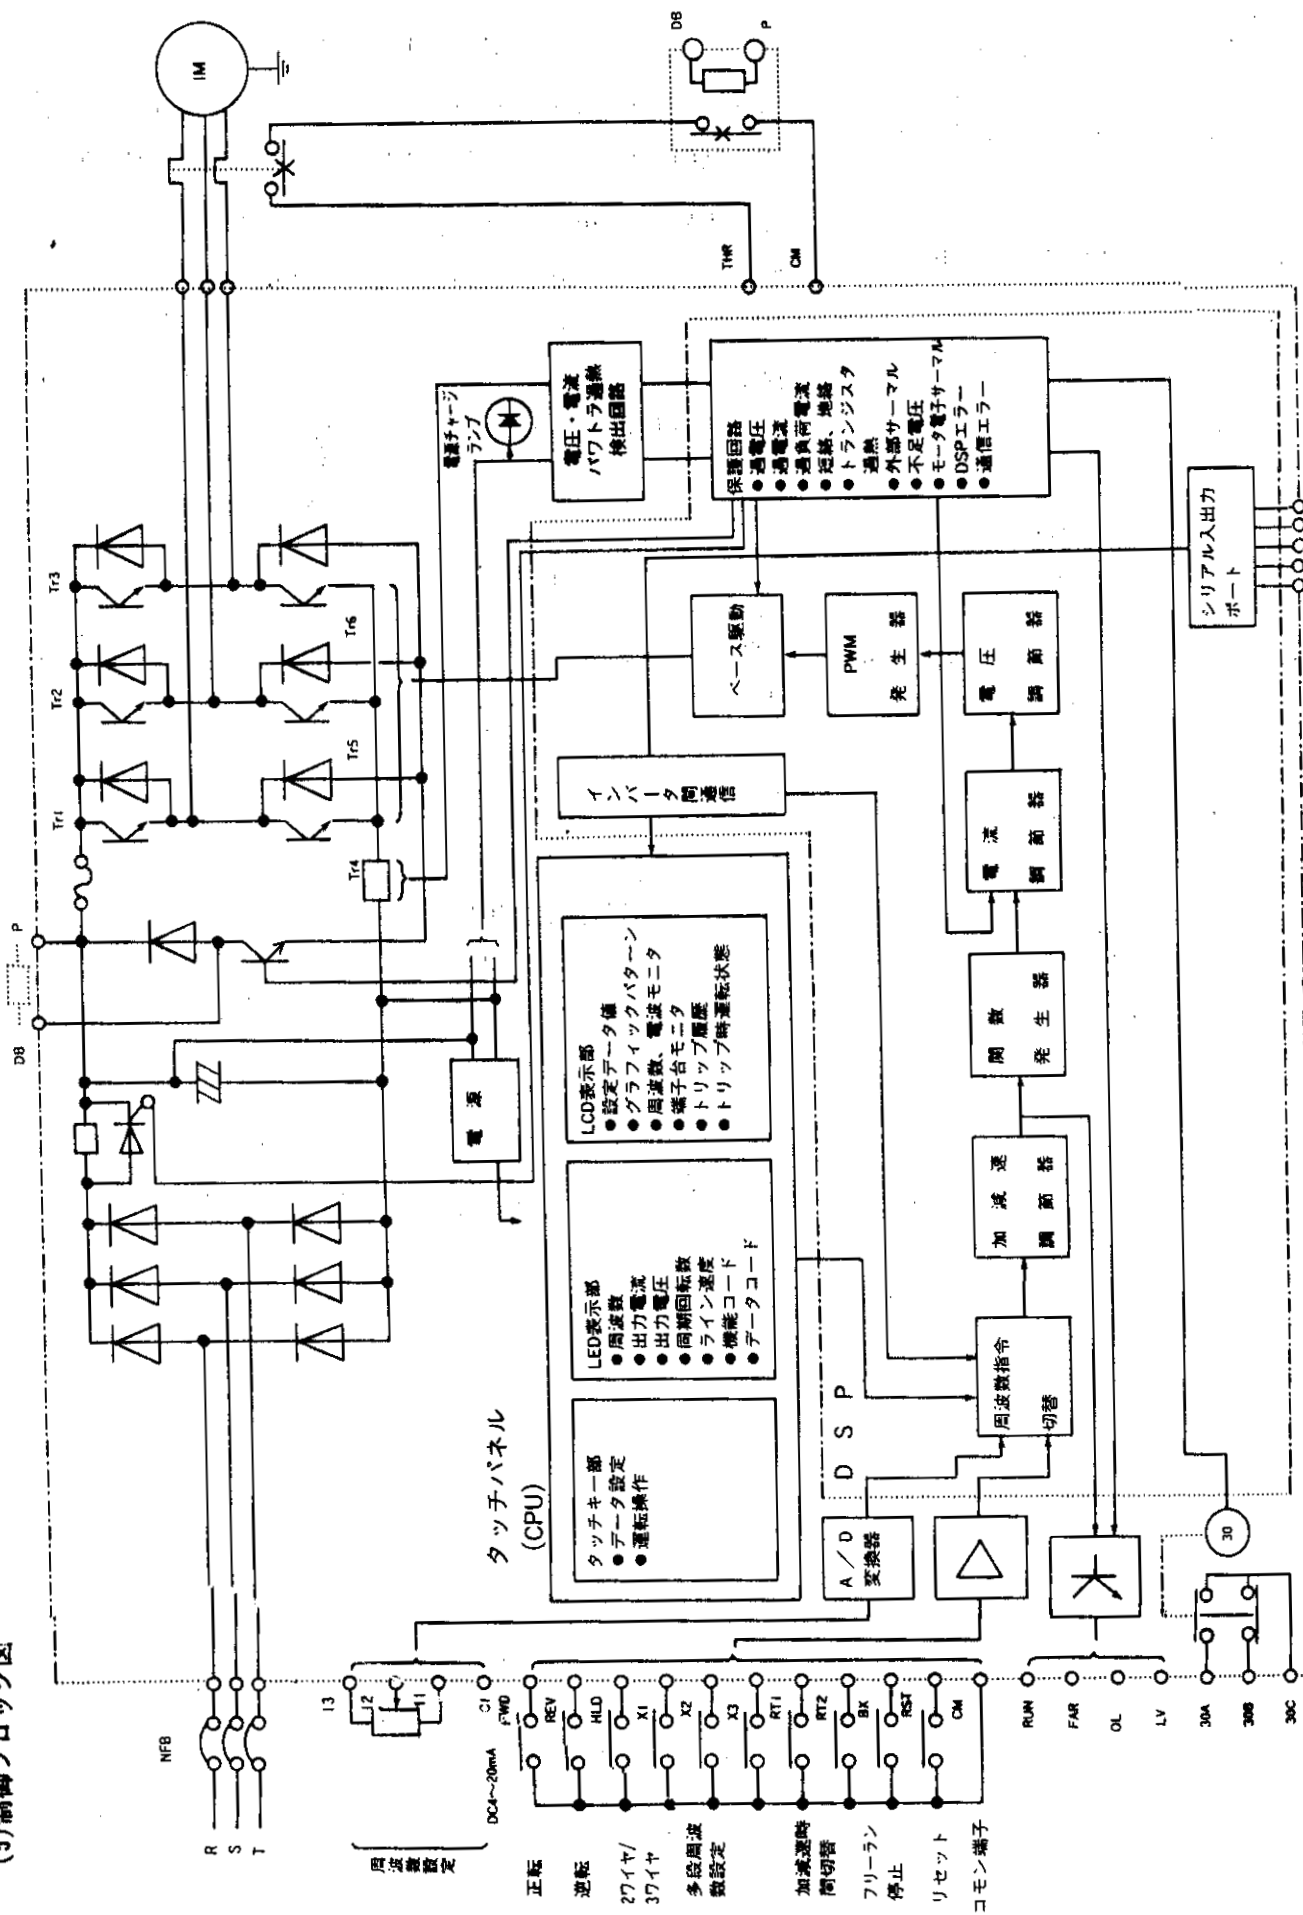 (5)制御ブロック図
NFB
R
S
T
周波数設定
13
12
11
C1
DC4〜20mA
FWD
REV
HLD
X1
X2
X3
RT1
RT2
BX
RST
CM
正転
逆転
2ワイヤ/
3ワイヤ
多段周波
数設定
加減速時
間切替
フリーラン
停止
リセット
コモン端子
RUN
FAR
OL
LV
30A
30B
30C
30
DB
P
Tr1
Tr2
Tr3
Tr4
Tr5
Tr6
IM
DB
P
THR
CM
電源
電源チャージ
ランプ
電圧・電流
パワトラ過熱
検出回路
保護回路
●過電圧
●過電流
●過負荷電流
●短絡、地絡
●トランジスタ
過熱
●外部サーマル
●不足電圧
●モータ電子サーマル
●DSPエラー
●通信エラー
シリアル入出力
ポート
タッチパネル
(CPU)
タッチキー部
●データ設定
●運転操作
LED表示部
●周波数
●出力電流
●出力電圧
●同期回転数
●ライン速度
●機能コード
●データコード
LCD表示部
●設定データ値
●グラフィックパターン
●周波数、電波モニタ
●端子台モニタ
●トリップ履歴
●トリップ時運転状態
インバータ間通信
ベース駆動
PWM
発生器
電圧
調節器
電流
調節器
関数
発生器
加減速
調節器
周波数指令
切替
DSP
A/D
変換器